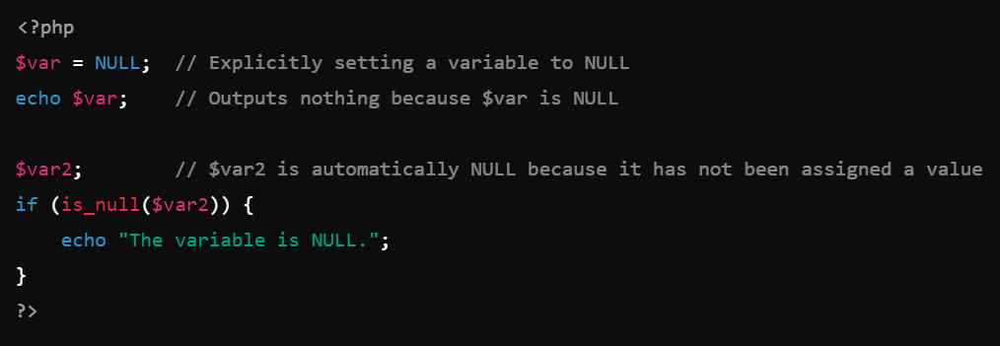 <?php
$var = NULL;  // Explicitly setting a variable to NULL
echo $var;    // Outputs nothing because $var is NULL
$var2;        // $var2 is automatically NULL because it has not been assigned a value
if (is_null($var2)) {
    echo "The variable is NULL.";
}
?>